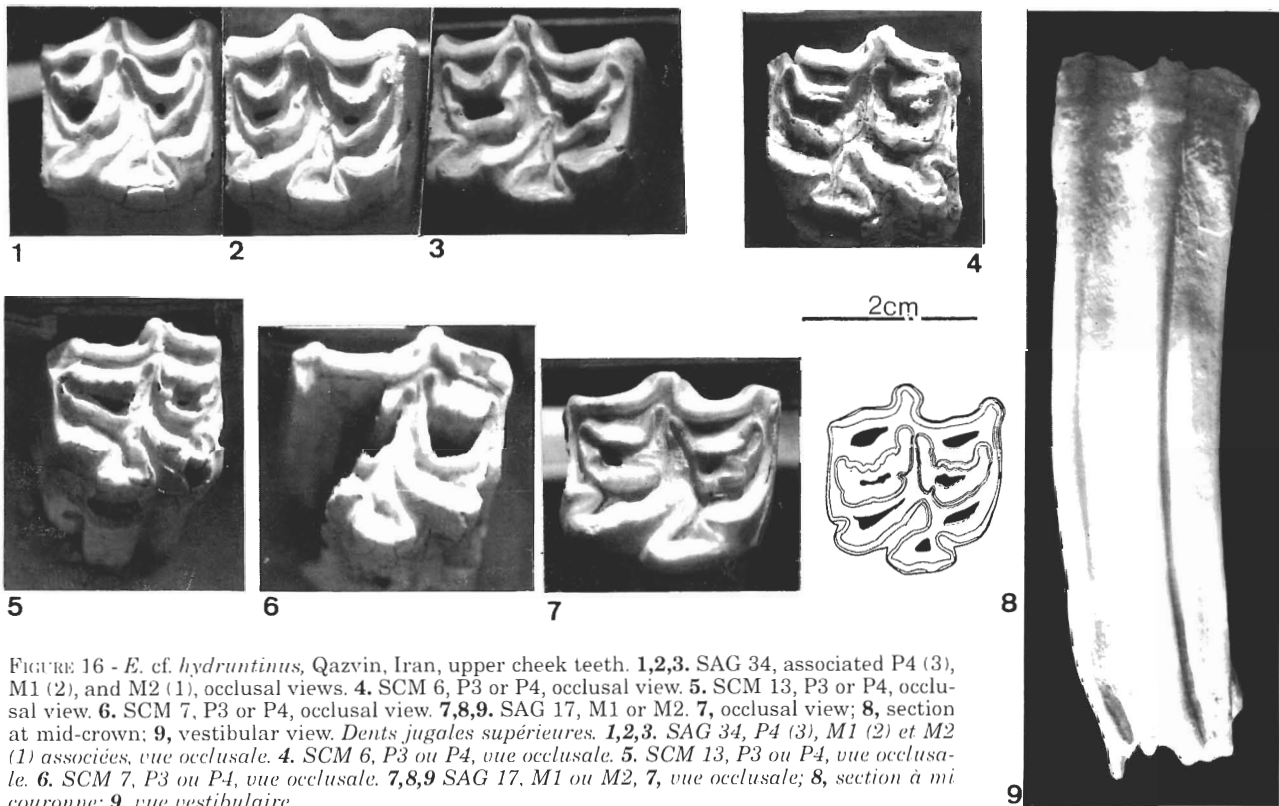 1
2
3
4
2cm
5
6
7
8
9
FIGURE 16 - E. cf. hydruntinus, Qazvin, Iran, upper cheek teeth. 1,2,3. SAG 34, associated P4 (3),
M1 (2), and M2 (1), occlusal views. 4. SCM 6, P3 or P4, occlusal view. 5. SCM 13, P3 or P4, occlu-
sal view. 6. SCM 7, P3 or P4, occlusal view. 7,8,9. SAG 17, M1 or M2. 7, occlusal view; 8, section
at mid-crown; 9, vestibular view. Dents jugales supérieures. 1,2,3. SAG 34, P4 (3), M1 (2) et M2
(1) associées, vue occlusale. 4. SCM 6, P3 ou P4, vue occlusale. 5. SCM 13, P3 ou P4, vue occlusa-
le. 6. SCM 7, P3 ou P4, vue occlusale. 7,8,9 SAG 17, M1 ou M2, 7, vue occlusale; 8, section à mi
couronne; 9, vue vestibulaire